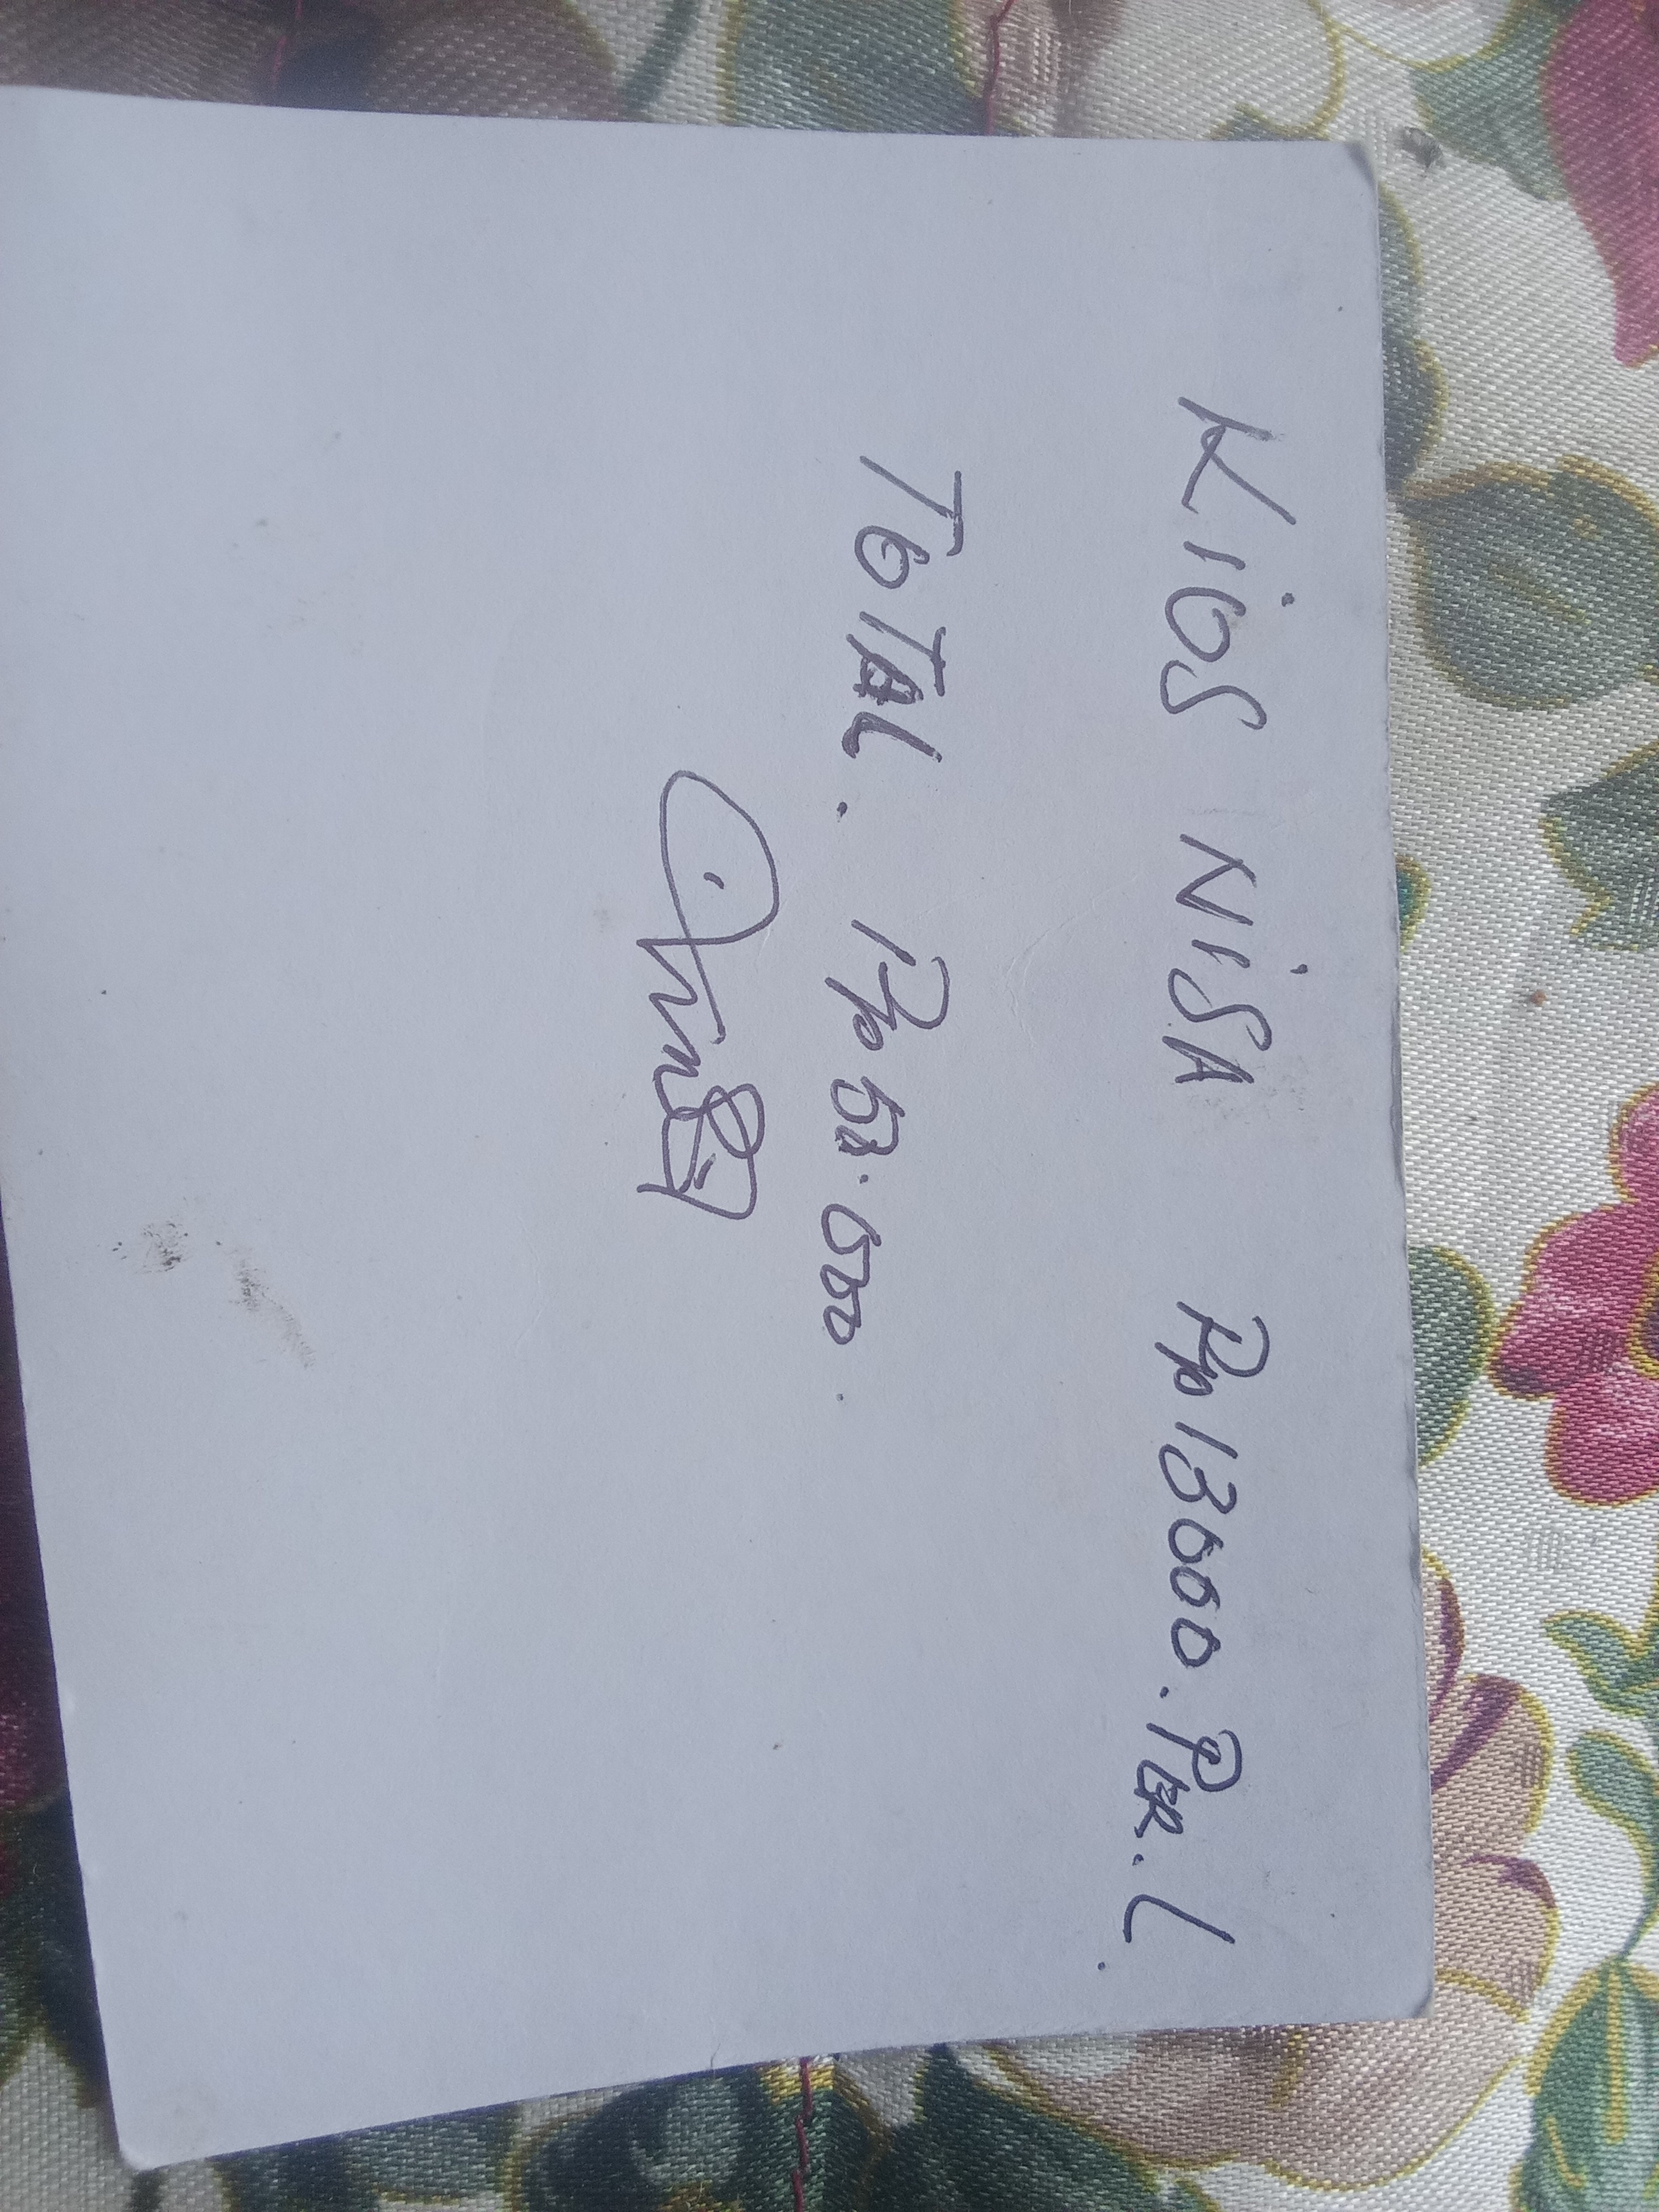 KiOS NiSA Rp 13000. Per. L.
TOTAL. Rp 52.000.